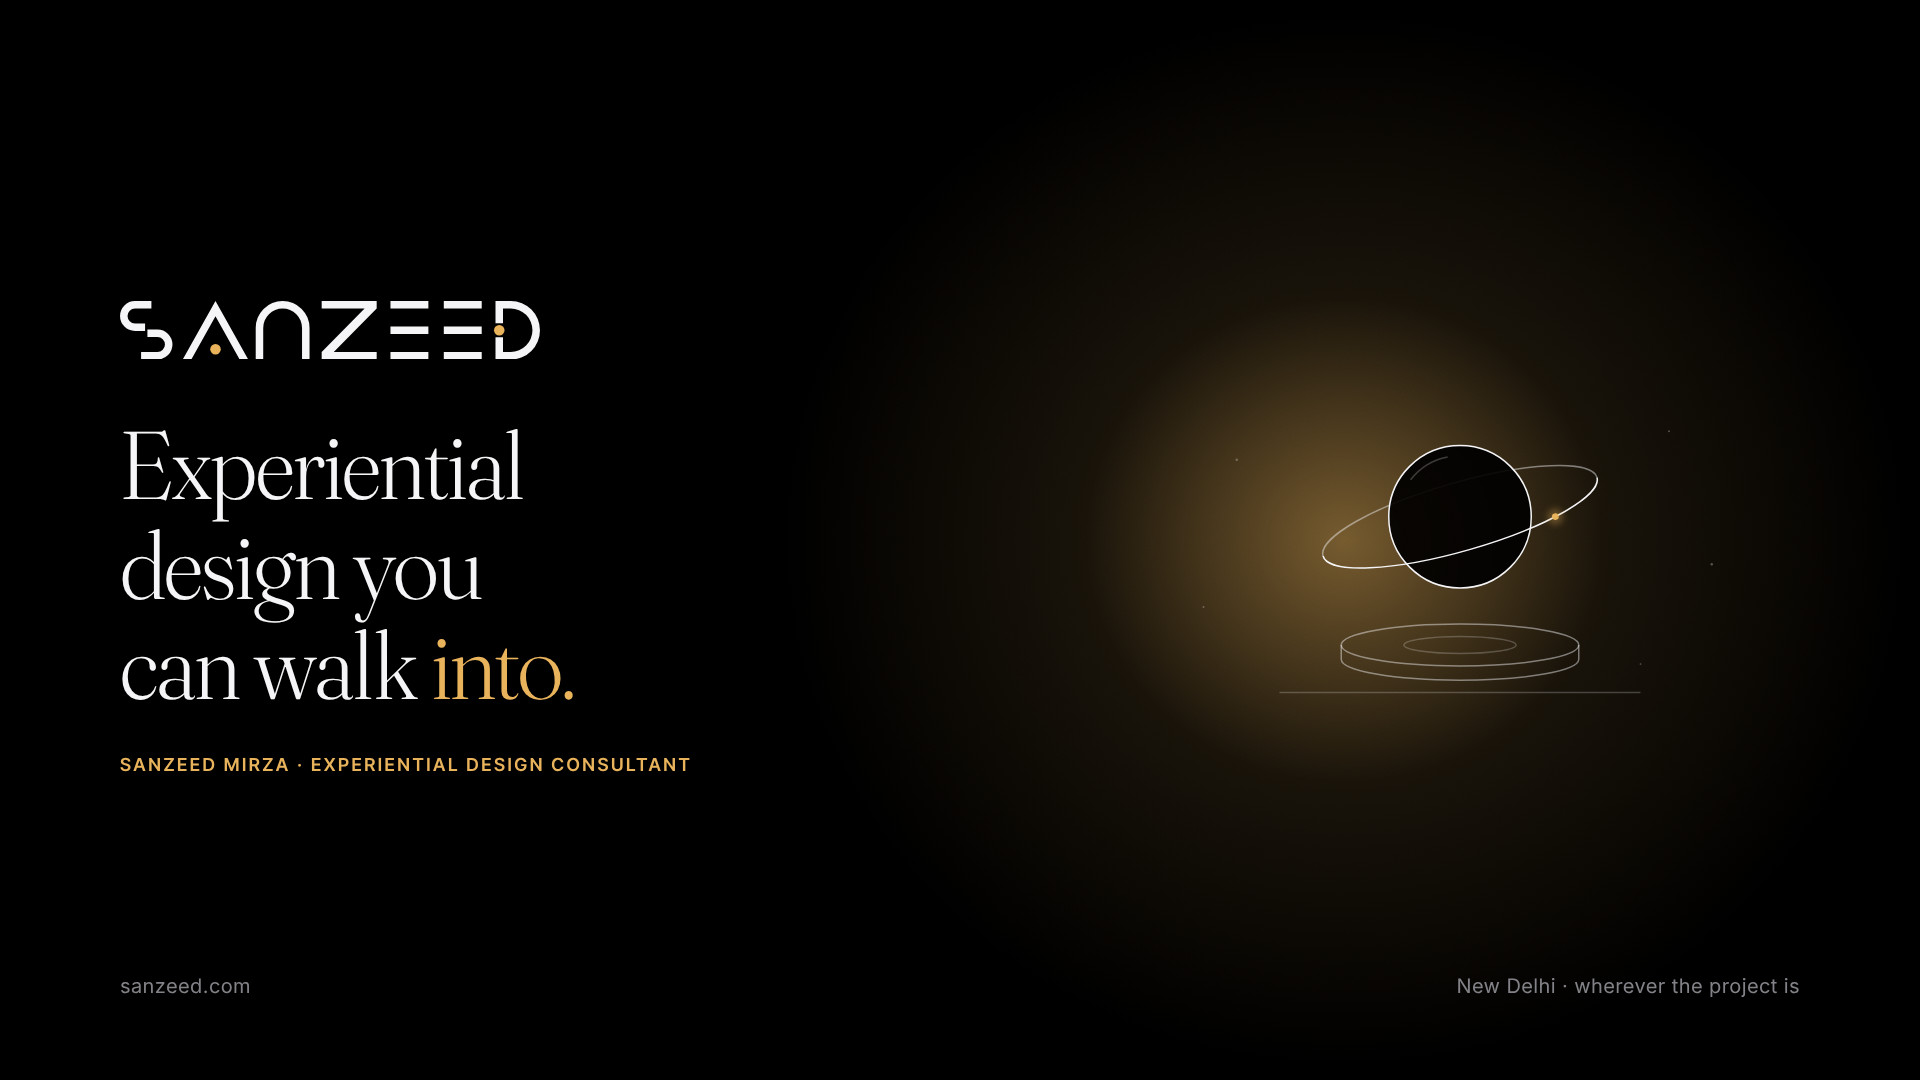 SANZEED
Experiential
design you
can walk into.
SANZEED MIRZA · EXPERIENTIAL DESIGN CONSULTANT
sanzeed.com
New Delhi · wherever the project is